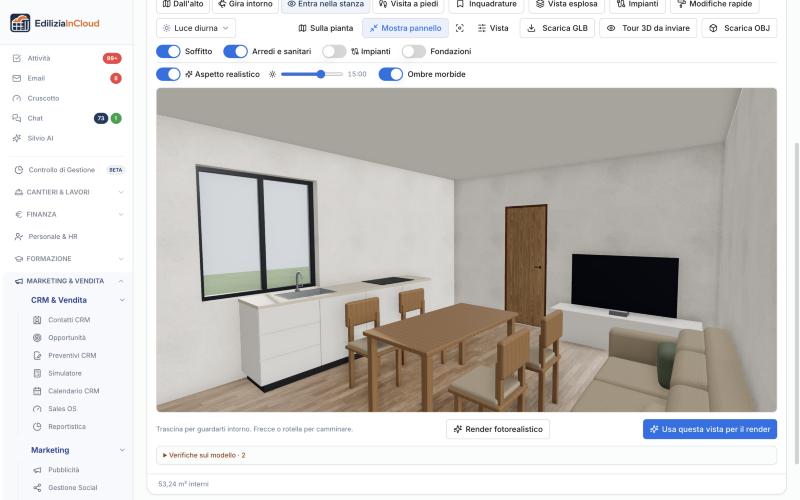 Dall'alto
Gira intorno
Entra nella stanza
Visita a piedi
Inquadrature
Vista esplosa
Impianti
Modifiche rapide
EdiliziaInCloud
Luce diurna
Sulla pianta
Mostra pannello
Vista
Scarica GLB
Tour 3D da inviare
Scarica OBJ
Soffitto
Arredi e sanitari
Impianti
Fondazioni
Aspetto realistico
15:00
Ombre morbide
Attività 99+
Email 8
Cruscotto
Chat 73 1
Silvio AI
Controllo di Gestione BETA
CANTIERI & LAVORI
FINANZA
Personale & HR
FORMAZIONE
MARKETING & VENDITA
CRM & Vendita
Contatti CRM
Opportunità
Preventivi CRM
Simulatore
Calendario CRM
Sales OS
Reportistica
Marketing
Pubblicità
Gestione Social
Trascina per guardarti intorno. Frecce o rotella per camminare.
Render fotorealistico
Usa questa vista per il render
Verifiche sul modello · 2
53,24 m² interni